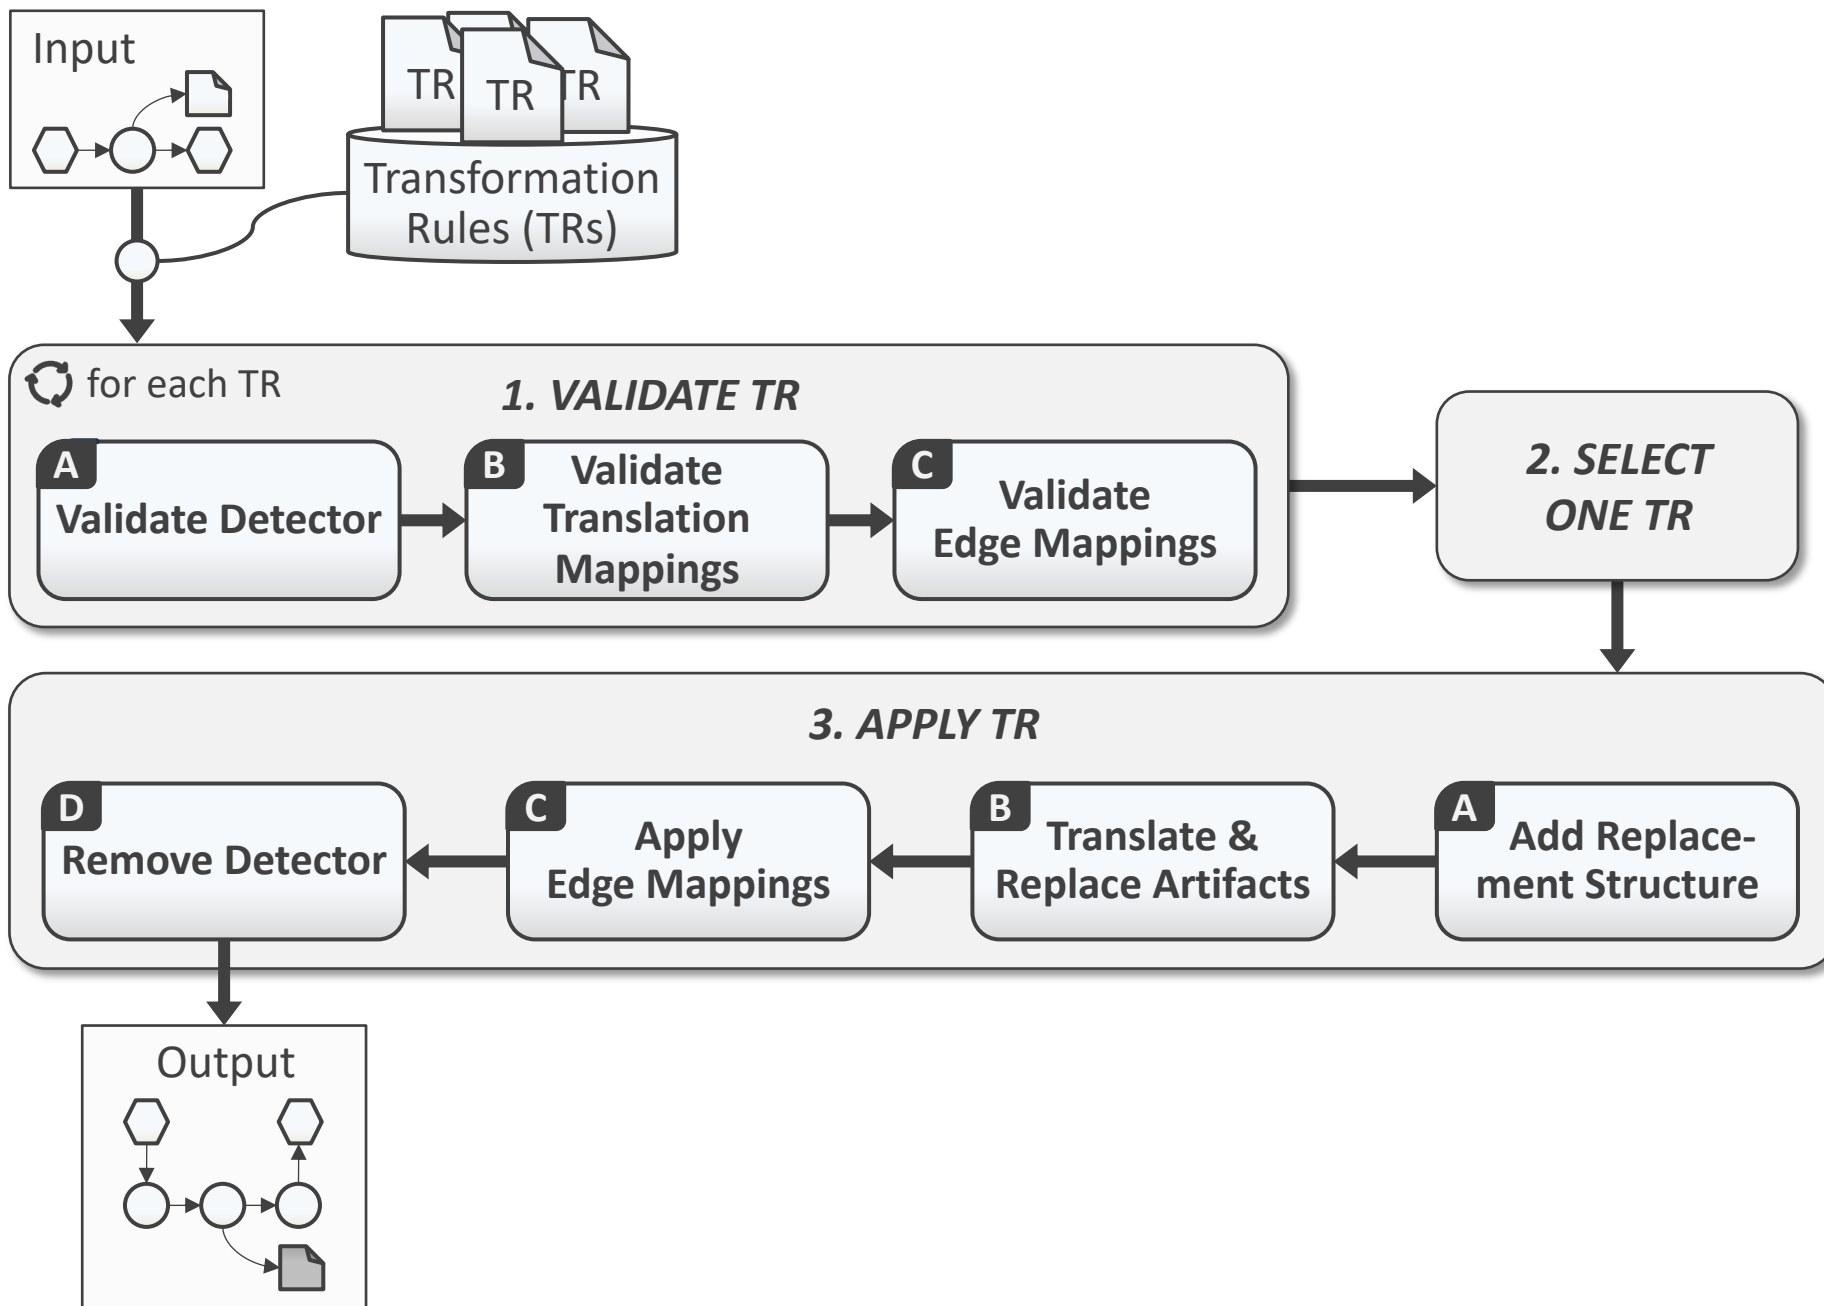 Input
TR
TR
TR
Transformation
Rules (TRs)
for each TR
1. VALIDATE TR
A
Validate Detector
B
Validate
Translation
Mappings
C
Validate
Edge Mappings
2. SELECT
ONE TR
3. APPLY TR
D
Remove Detector
C
Apply
Edge Mappings
B
Translate &
Replace Artifacts
A
Add Replace-
ment Structure
Output